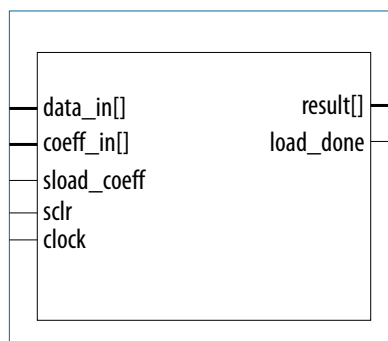 data_in[]
result[]
coeff_in[]
load_done
sload_coeff
sclr
clock